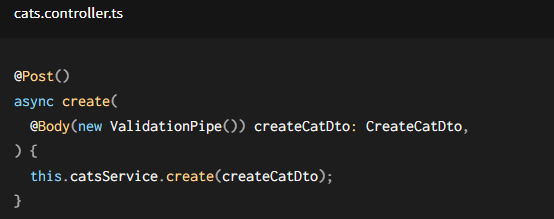 cats.controller.ts
@Post()
async create(
@Body(new ValidationPipe()) createCatDto: CreateCatDto,
) {
this.catsService.create(createCatDto);
}